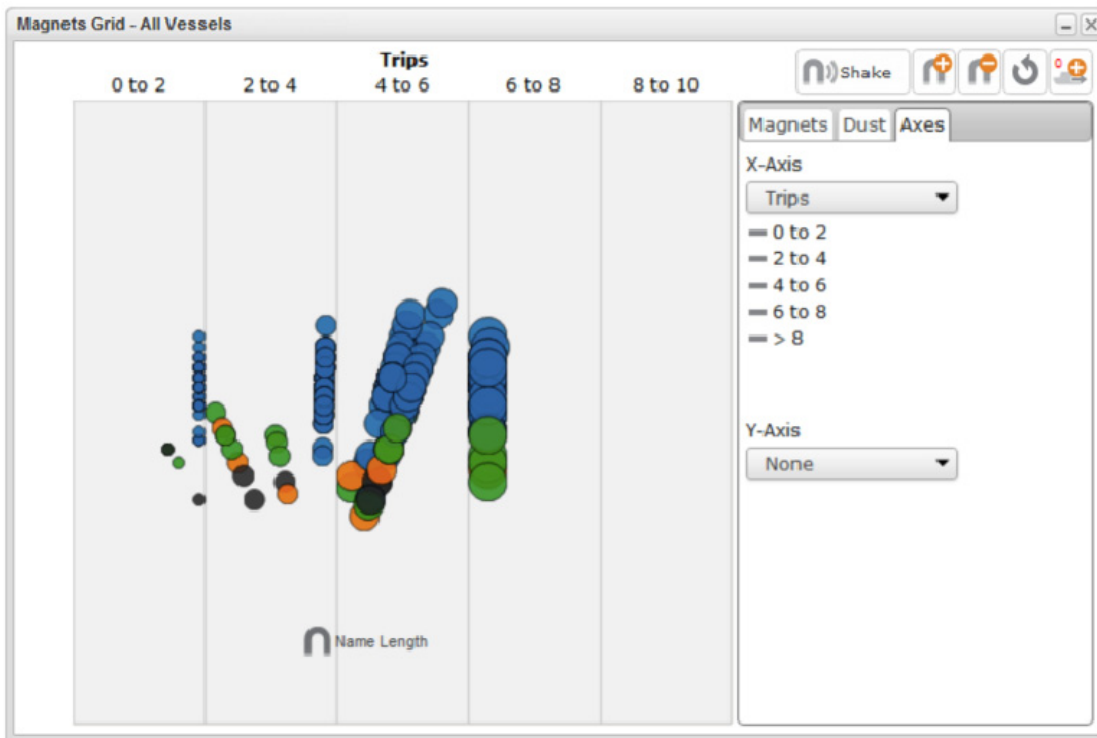 Magnets Grid - All Vessels
Trips
0 to 2 2 to 4 4 to 6 6 to 8 8 to 10
Shake
0
Magnets Dust Axes
X-Axis
Trips
0 to 2
2 to 4
4 to 6
6 to 8
> 8
Y-Axis
None
Name Length